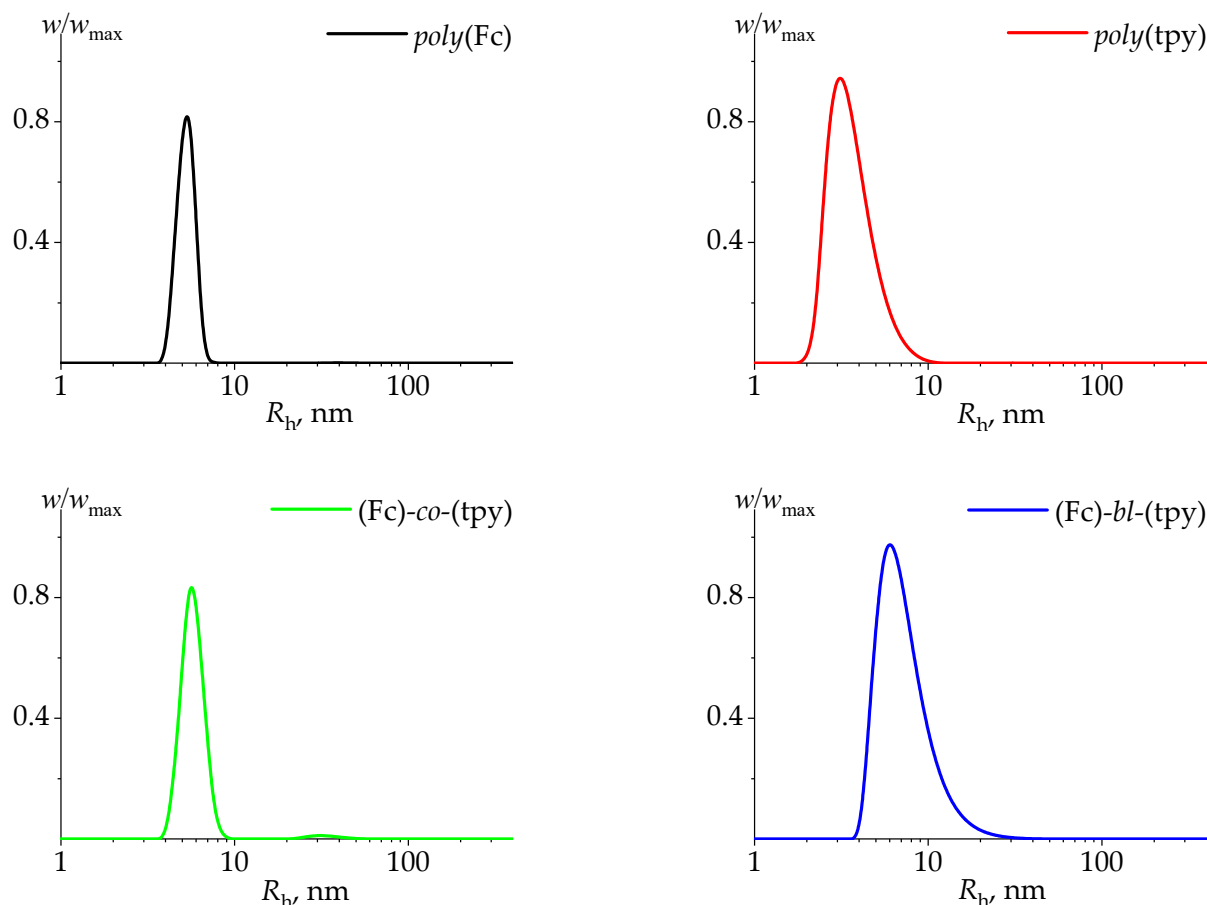 w/wmax
poly(Fc)
0.8
0.4
1
10
100
Rh, nm
w/wmax
poly(tpy)
0.8
0.4
1
10
100
Rh, nm
w/wmax
(Fc)-co-(tpy)
0.8
0.4
1
10
100
Rh, nm
w/wmax
(Fc)-bl-(tpy)
0.8
0.4
1
10
100
Rh, nm